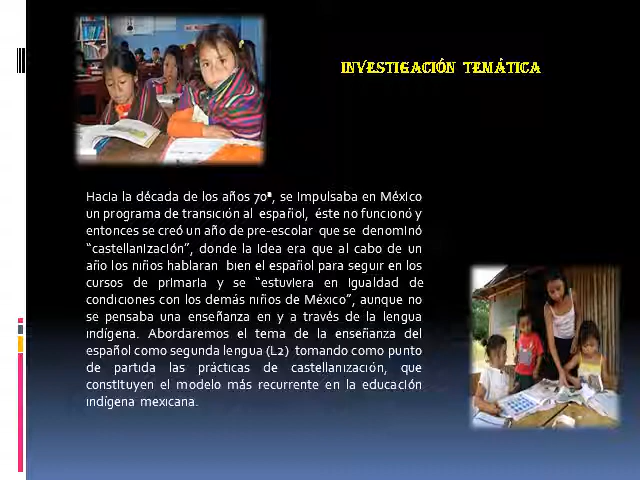 INVESTIGACIÓN TEMÁTICA
Hacia la década de los años 70ª, se impulsaba en México
un programa de transición al español, éste no funcionó y
entonces se creó un año de pre-escolar que se denominó
“castellanización”, donde la idea era que al cabo de un
año los niños hablaran bien el español para seguir en los
cursos de primaria y se “estuviera en igualdad de
condiciones con los demás niños de México”, aunque no
se pensaba una enseñanza en y a través de la lengua
indígena. Abordaremos el tema de la enseñanza del
español como segunda lengua (L2) tomando como punto
de partida las prácticas de castellanización, que
constituyen el modelo más recurrente en la educación
indígena mexicana.